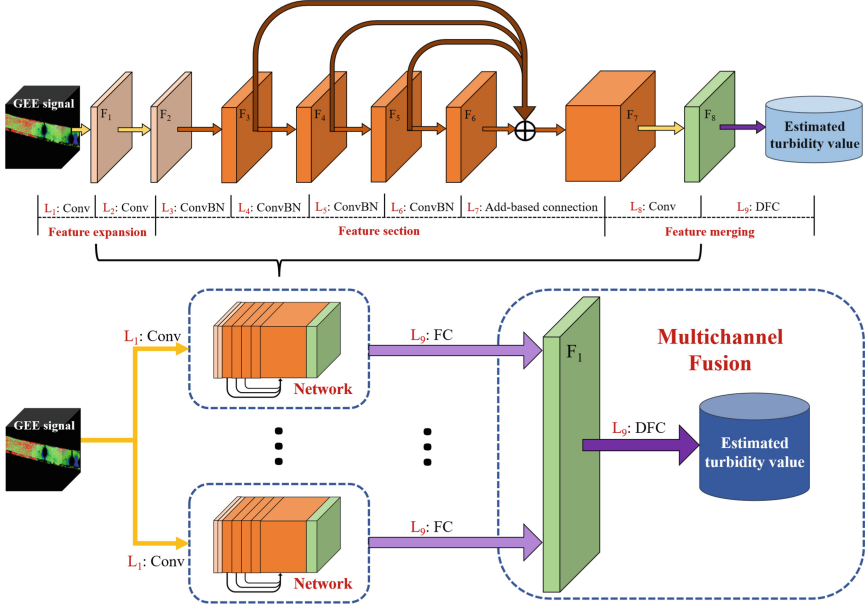 GEE signal
F1
F2
F3
F4
F5
F6
F7
F8
Estimated
turbidity value
L1: Conv
L2: Conv
L3: ConvBN
L4: ConvBN
L5: ConvBN
L6: ConvBN
L7: Add-based connection
L8: Conv
L9: DFC
Feature expansion
Feature section
Feature merging
L1: Conv
Network
L9: FC
F1
Multichannel
Fusion
GEE signal
L9: DFC
Estimated
turbidity value
L1: Conv
Network
L9: FC